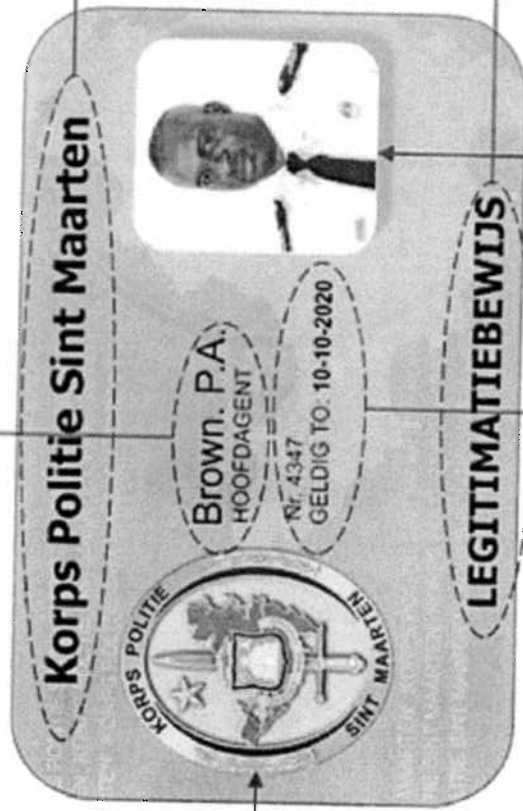 Korps Politie Sint Maarten
Brown. P.A.
HOOFDAGENT
Nr. 4347
GELDIG TO: 10-10-2020
KORPS POLITIE
SINT MAARTEN
LEGITIMATIEBEWIJS